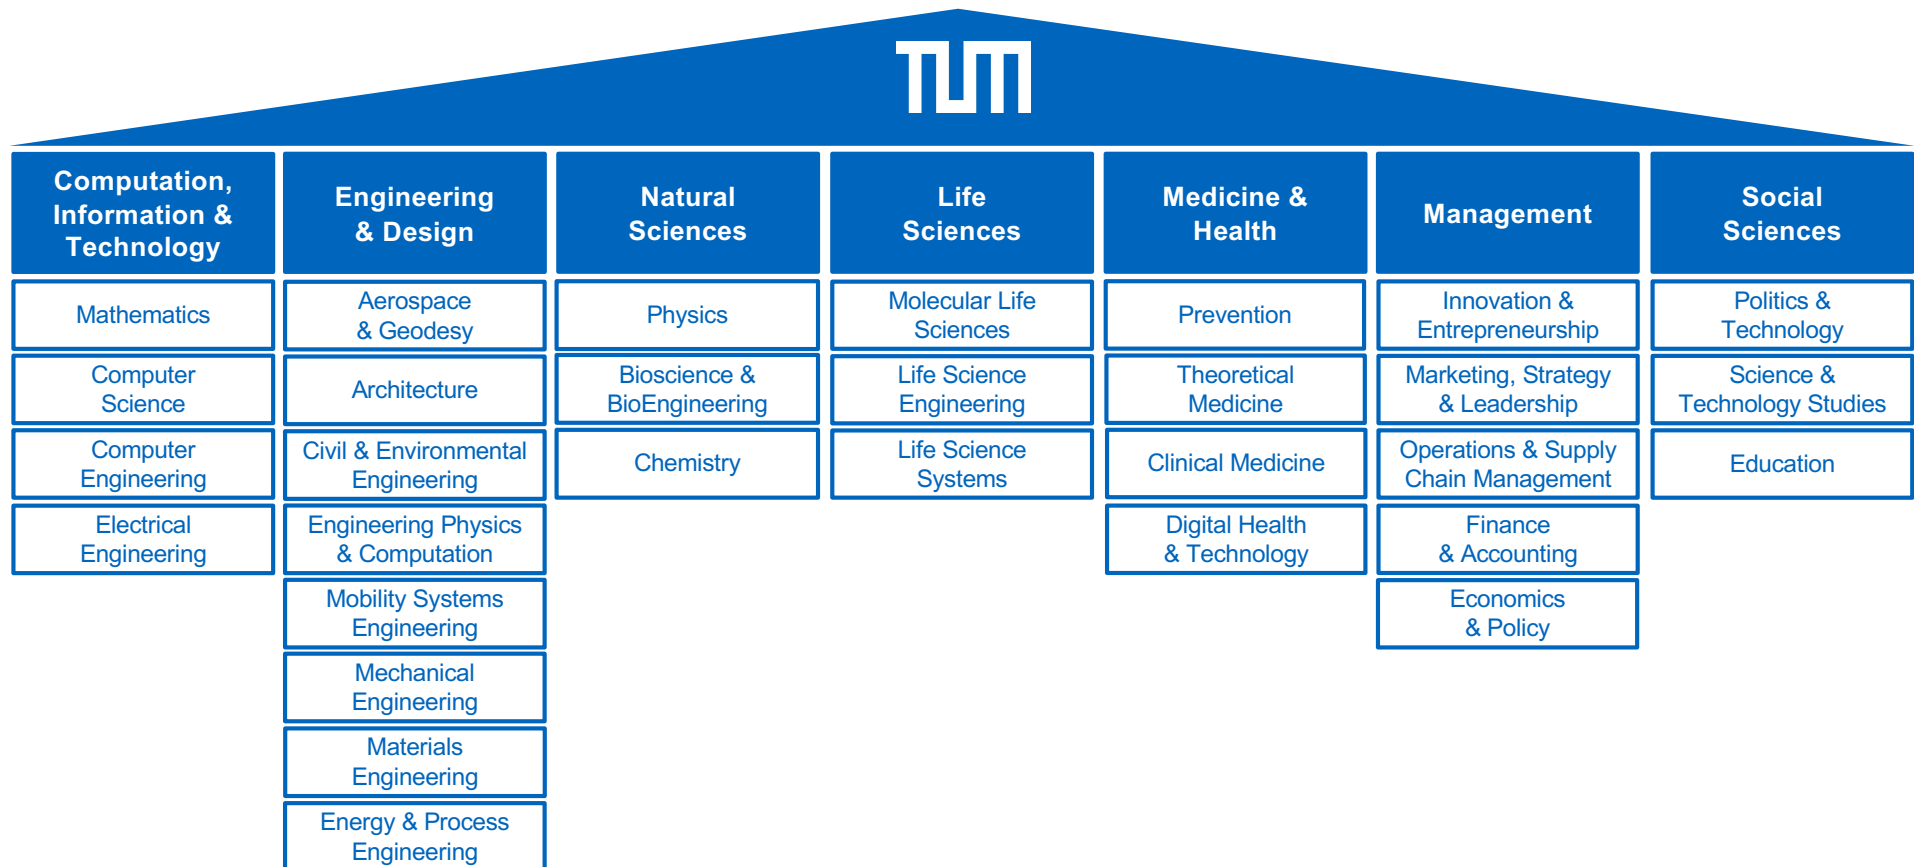 TUM
Computation,
Information &
Technology
Mathematics
Computer
Science
Computer
Engineering
Electrical
Engineering
Engineering
& Design
Aerospace
& Geodesy
Architecture
Civil & Environmental
Engineering
Engineering Physics
& Computation
Mobility Systems
Engineering
Mechanical
Engineering
Materials
Engineering
Energy & Process
Engineering
Natural
Sciences
Physics
Bioscience &
BioEngineering
Chemistry
Life
Sciences
Molecular Life
Sciences
Life Science
Engineering
Life Science
Systems
Medicine &
Health
Prevention
Theoretical
Medicine
Clinical Medicine
Digital Health
& Technology
Management
Innovation &
Entrepreneurship
Marketing, Strategy
& Leadership
Operations & Supply
Chain Management
Finance
& Accounting
Economics
& Policy
Social
Sciences
Politics &
Technology
Science &
Technology Studies
Education